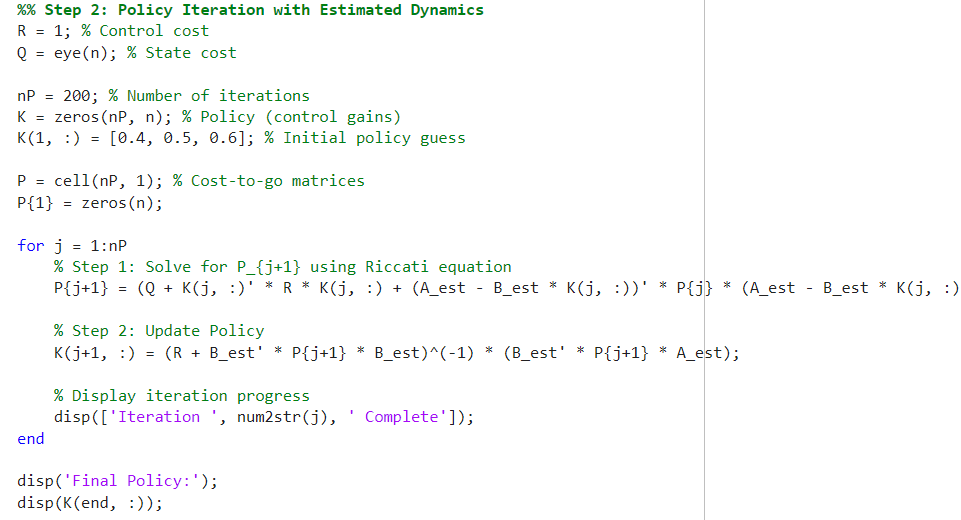 %% Step 2: Policy Iteration with Estimated Dynamics
R = 1; % Control cost
Q = eye(n); % State cost
nP = 200; % Number of iterations
K = zeros(nP, n); % Policy (control gains)
K(1, :) = [0.4, 0.5, 0.6]; % Initial policy guess
P = cell(nP, 1); % Cost-to-go matrices
P{1} = zeros(n);
for j = 1:nP
% Step 1: Solve for P_{j+1} using Riccati equation
P{j+1} = (Q + K(j, :)' * R * K(j, :) + (A_est - B_est * K(j, :))' * P{j} * (A_est - B_est * K(j, :)
% Step 2: Update Policy
K(j+1, :) = (R + B_est' * P{j+1} * B_est)^(-1) * (B_est' * P{j+1} * A_est);
% Display iteration progress
disp(['Iteration ', num2str(j), ' Complete']);
end
disp('Final Policy:');
disp(K(end, :));